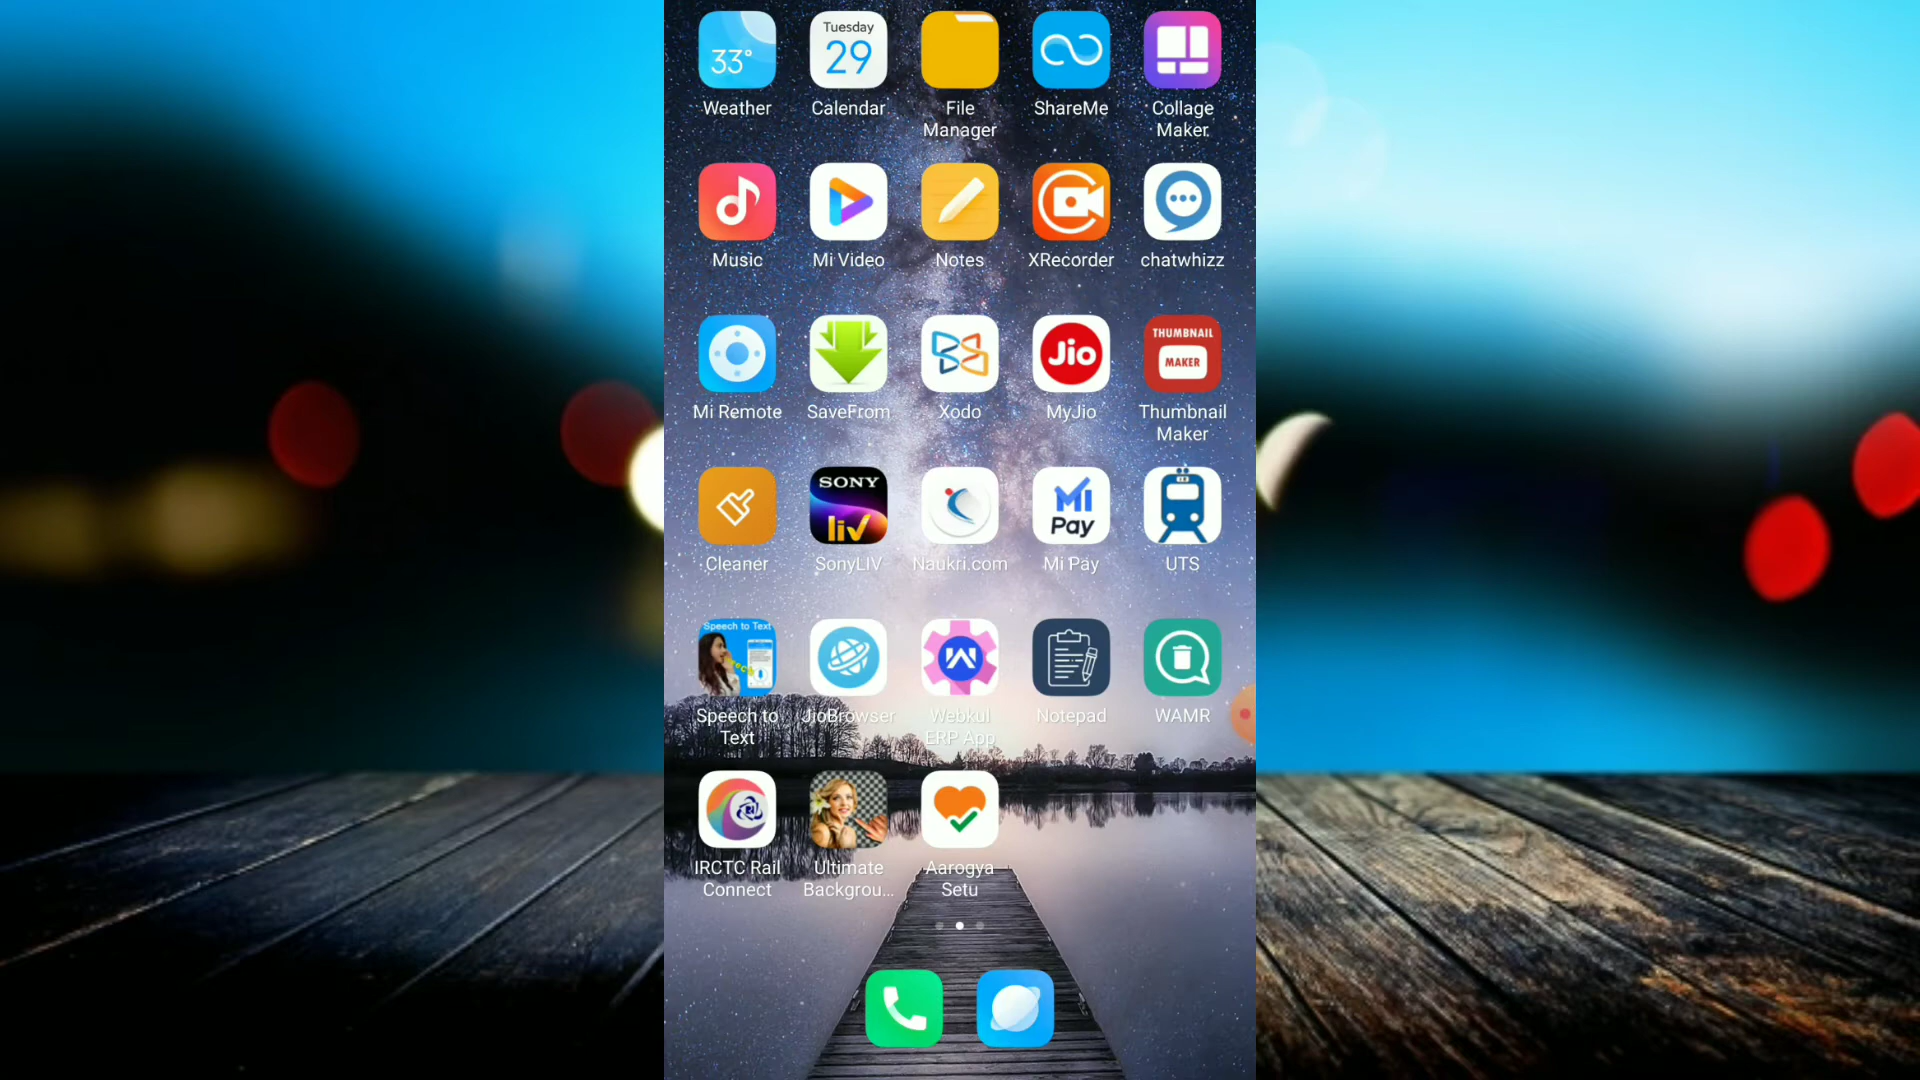 33°
Tuesday
29
Weather
Calendar
File
Manager
ShareMe
Collage
Maker
Music
Mi Video
Notes
XRecorder
chatwhizz
Jio
THUMBNAIL
MAKER
Mi Remote
SaveFrom
Xodo
MyJio
Thumbnail
Maker
SONY
liv
Mi
Pay
Cleaner
SonyLIV
Naukri.com
Mi Pay
UTS
Speech to Text
Speech to
Text
JioBrowser
Webkul
ERP App
Notepad
WAMR
IRCTC Rail
Connect
Ultimate
Backgrou...
Aarogya
Setu